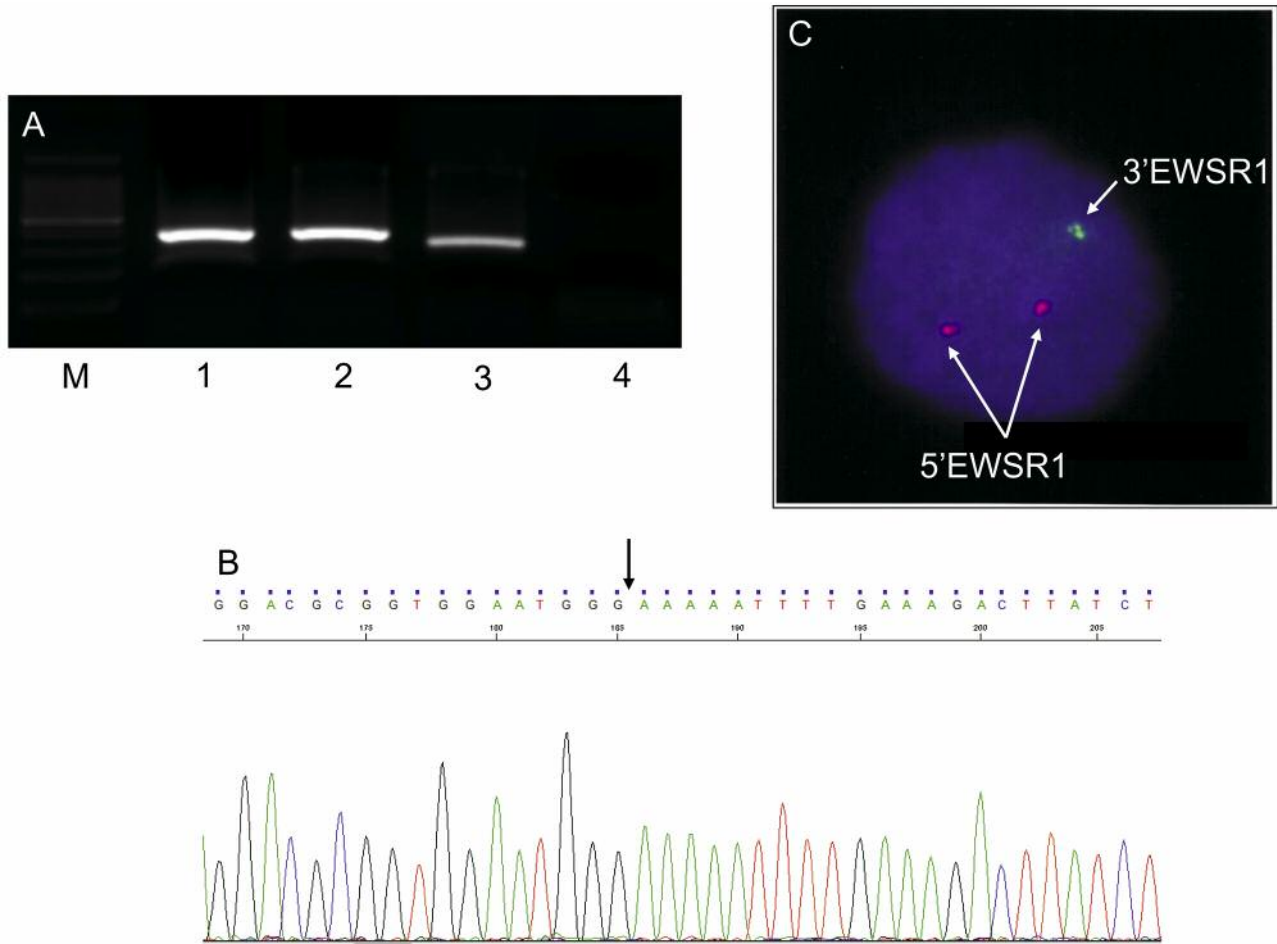 A
M 1 2 3 4
C
3’EWSR1
5’EWSR1
B
G G A C G C G G T G G A A T G G G A A A A A T T T T G A A A G A C T T A T C T
170 175 180 185 190 195 200 205